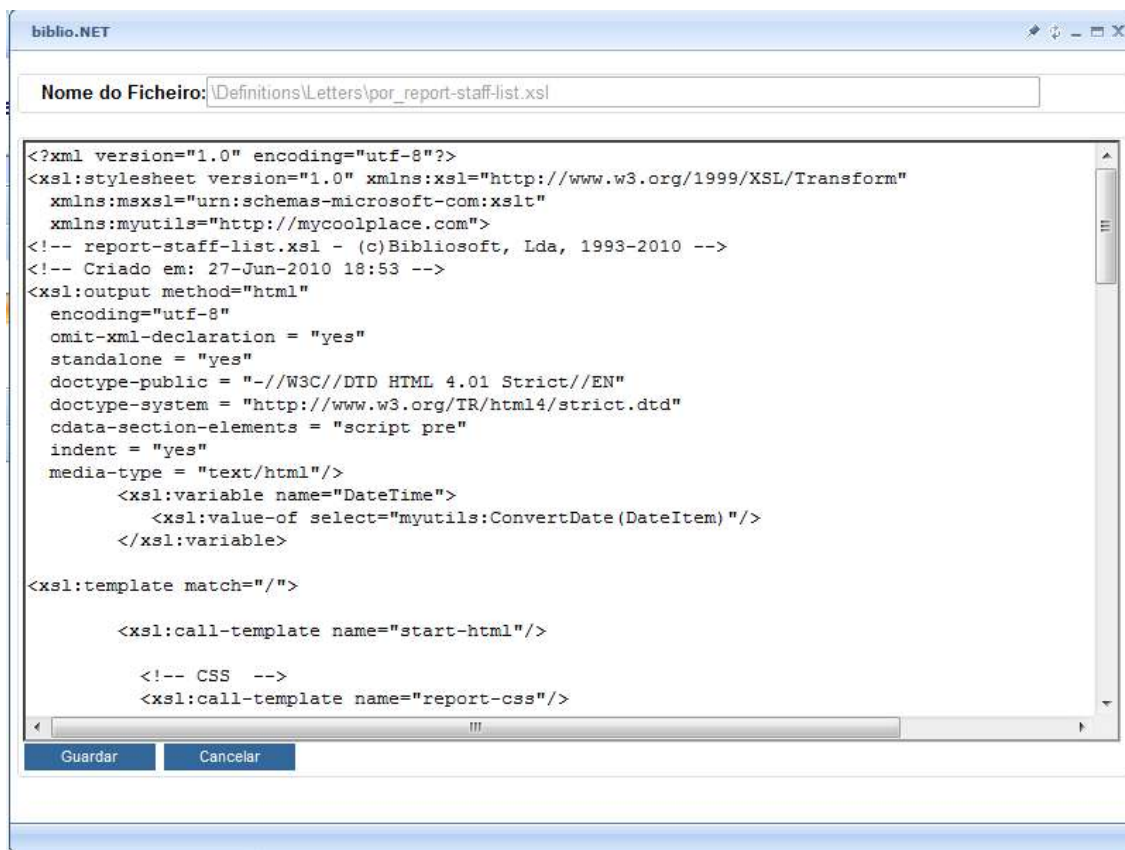 biblio.NET
Nome do Ficheiro: \Definitions\Letters\por_report-staff-list.xsl
<?xml version="1.0" encoding="utf-8"?>
<xsl:stylesheet version="1.0" xmlns:xsl="http://www.w3.org/1999/XSL/Transform"
  xmlns:msxsl="urn:schemas-microsoft-com:xslt"
  xmlns:myutils="http://mycoolplace.com">
<!-- report-staff-list.xsl - (c)Bibliosoft, Lda, 1993-2010 -->
<!-- Criado em: 27-Jun-2010 18:53 -->
<xsl:output method="html"
  encoding="utf-8"
  omit-xml-declaration = "yes"
  standalone = "yes"
  doctype-public = "-//W3C//DTD HTML 4.01 Strict//EN"
  doctype-system = "http://www.w3.org/TR/html4/strict.dtd"
  cdata-section-elements = "script pre"
  indent = "yes"
  media-type = "text/html"/>
        <xsl:variable name="DateTime">
           <xsl:value-of select="myutils:ConvertDate(DateItem)"/>
        </xsl:variable>
<xsl:template match="/">
        <xsl:call-template name="start-html"/>
          <!-- CSS  -->
          <xsl:call-template name="report-css"/>
Guardar Cancelar